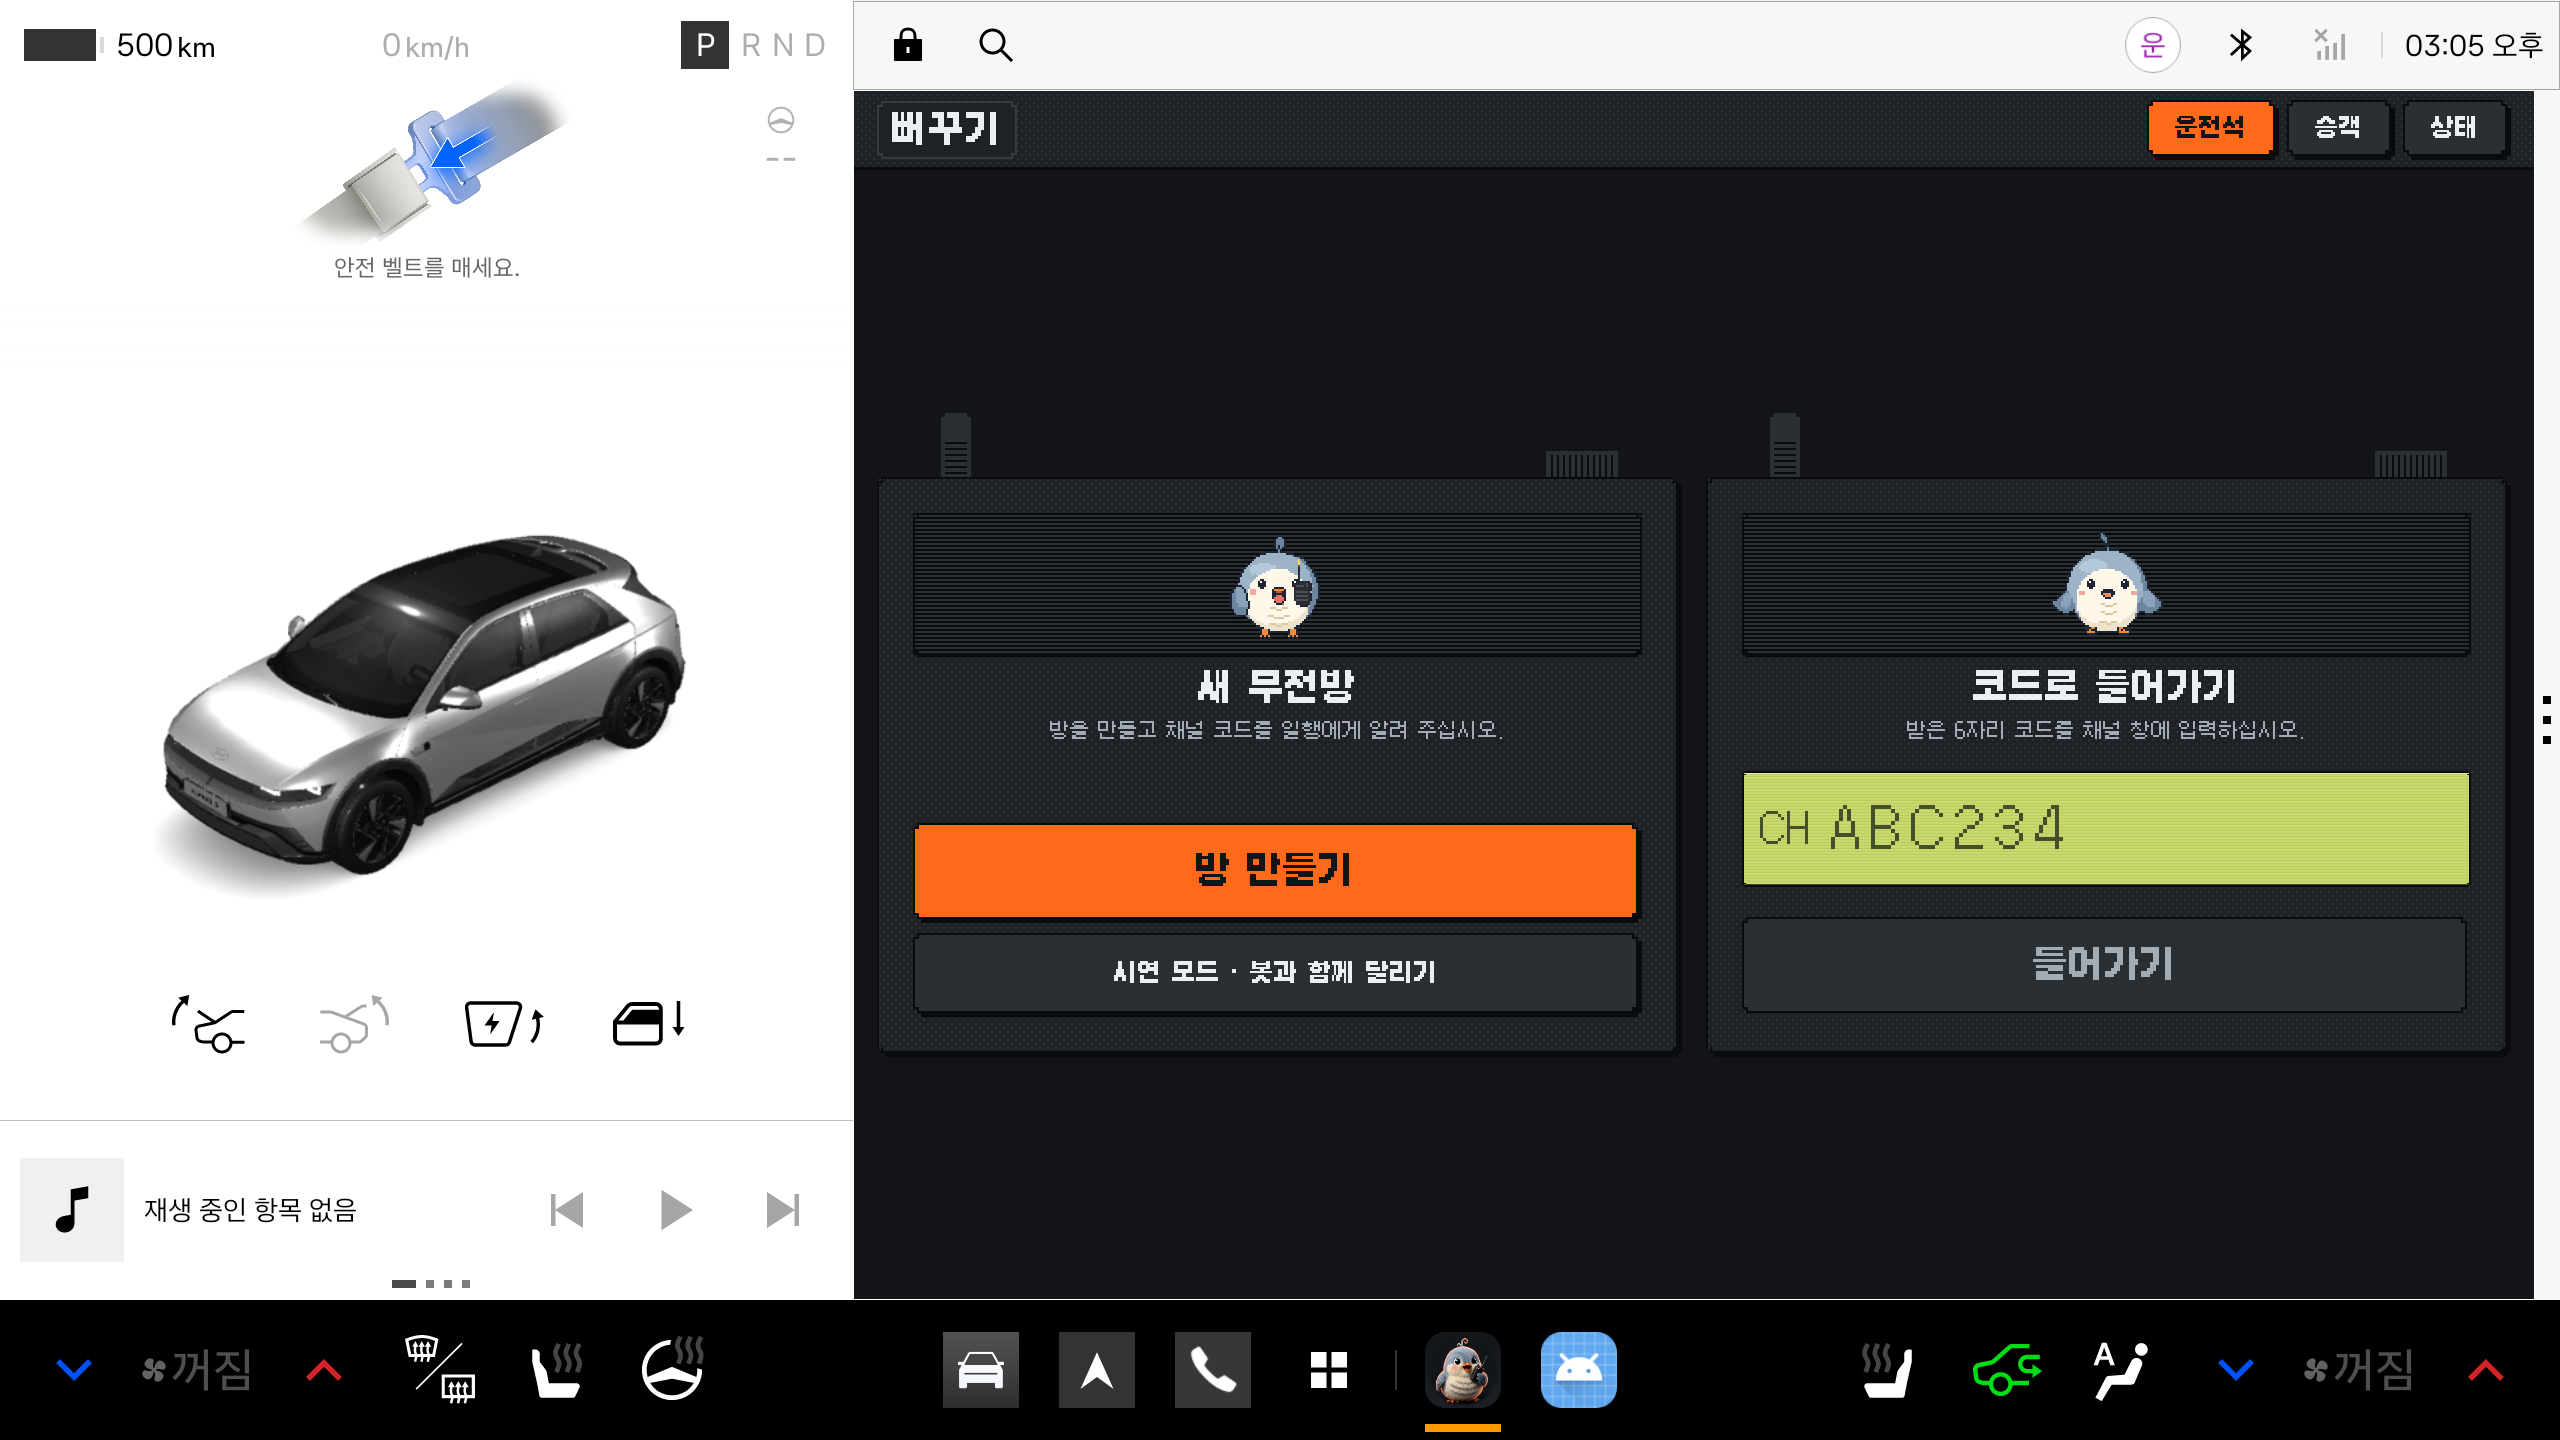 500 km
0 km/h
P R N D
안전 벨트를 매세요.
재생 중인 항목 없음
운
03:05 오후
뻐꾸기
운전석
승객
상태
새 무전방
방을 만들고 채널 코드를 일행에게 알려 주십시오.
방 만들기
시연 모드 · 봇과 함께 달리기
코드로 들어가기
받은 6자리 코드를 채널 창에 입력하십시오.
CH ABC234
들어가기
꺼짐
A
꺼짐